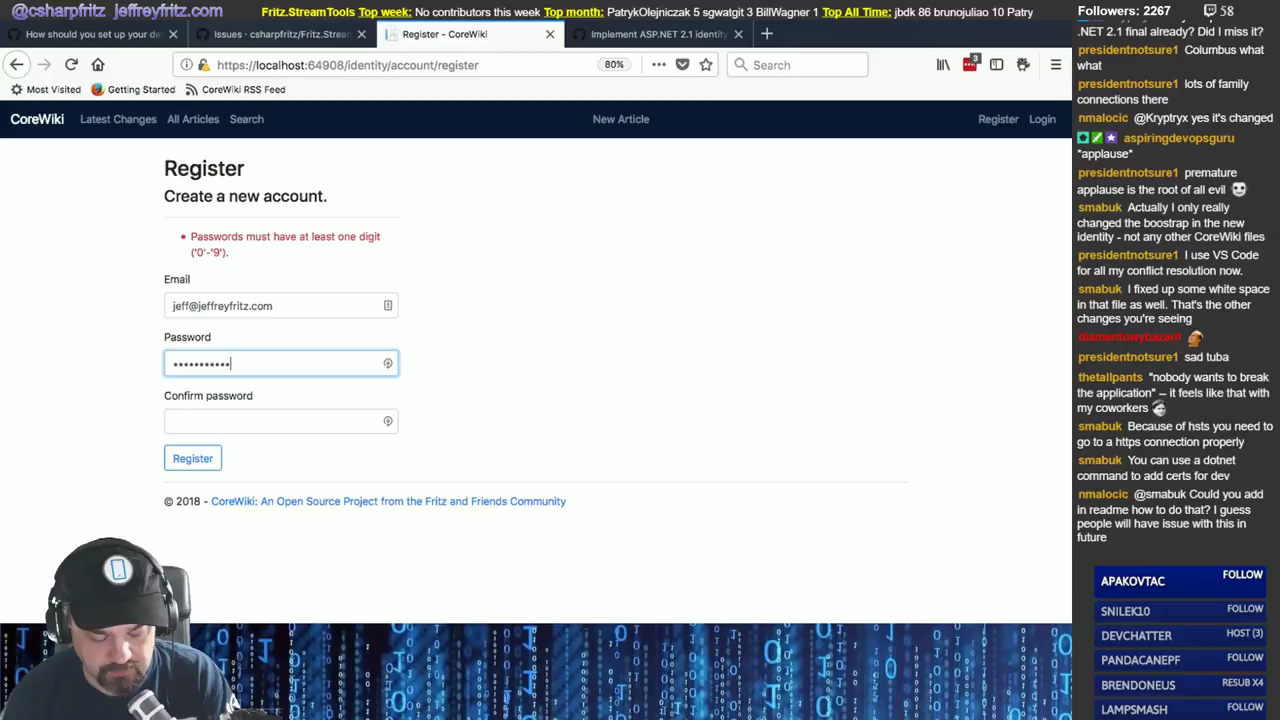 @csharpfritz jeffreyfritz.com
Fritz.StreamTools Top week: No contributors this week Top month: PatrykOlejniczak 5 sgwatgit 3 BillWagner 1 Top All Time: jbdk 86 brunojuliao 10 Patry
Followers: 2267 58
How should you set up your de
Issues · csharpfritz/Fritz.Stream
Register - CoreWiki
Implement ASP.NET 2.1 identity
https://localhost:64908/identity/account/register
80%
Search
3
Most Visited
Getting Started
CoreWiki RSS Feed
CoreWiki
Latest Changes
All Articles
Search
New Article
Register
Login
Register
Create a new account.
Passwords must have at least one digit
('0'-'9').
Email
jeff@jeffreyfritz.com
Password
•••••••••••
Confirm password
Register
© 2018 - CoreWiki: An Open Source Project from the Fritz and Friends Community
.NET 2.1 final already? Did I miss it?
presidentnotsure1 Columbus what
what
presidentnotsure1 lots of family
connections there
nmalocic @Kryptryx yes it's changed
aspiringdevopsguru
*applause*
presidentnotsure1 premature
applause is the root of all evil
smabuk Actually I only really
changed the boostrap in the new
identity - not any other CoreWiki files
presidentnotsure1 I use VS Code
for all my conflict resolution now.
smabuk I fixed up some white space
in that file as well. That's the other
changes you're seeing
diamentowybazant
presidentnotsure1 sad tuba
thetallpants "nobody wants to break
the application" – it feels like that with
my coworkers
smabuk Because of hsts you need to
go to a https connection properly
smabuk You can use a dotnet
command to add certs for dev
nmalocic @smabuk Could you add
in readme how to do that? I guess
people will have issue with this in
future
APAKOVTAC FOLLOW
SNILEK10 FOLLOW
DEVCHATTER HOST (3)
PANDACANEPF FOLLOW
BRENDONEUS RESUB X4
LAMPSMASH FOLLOW